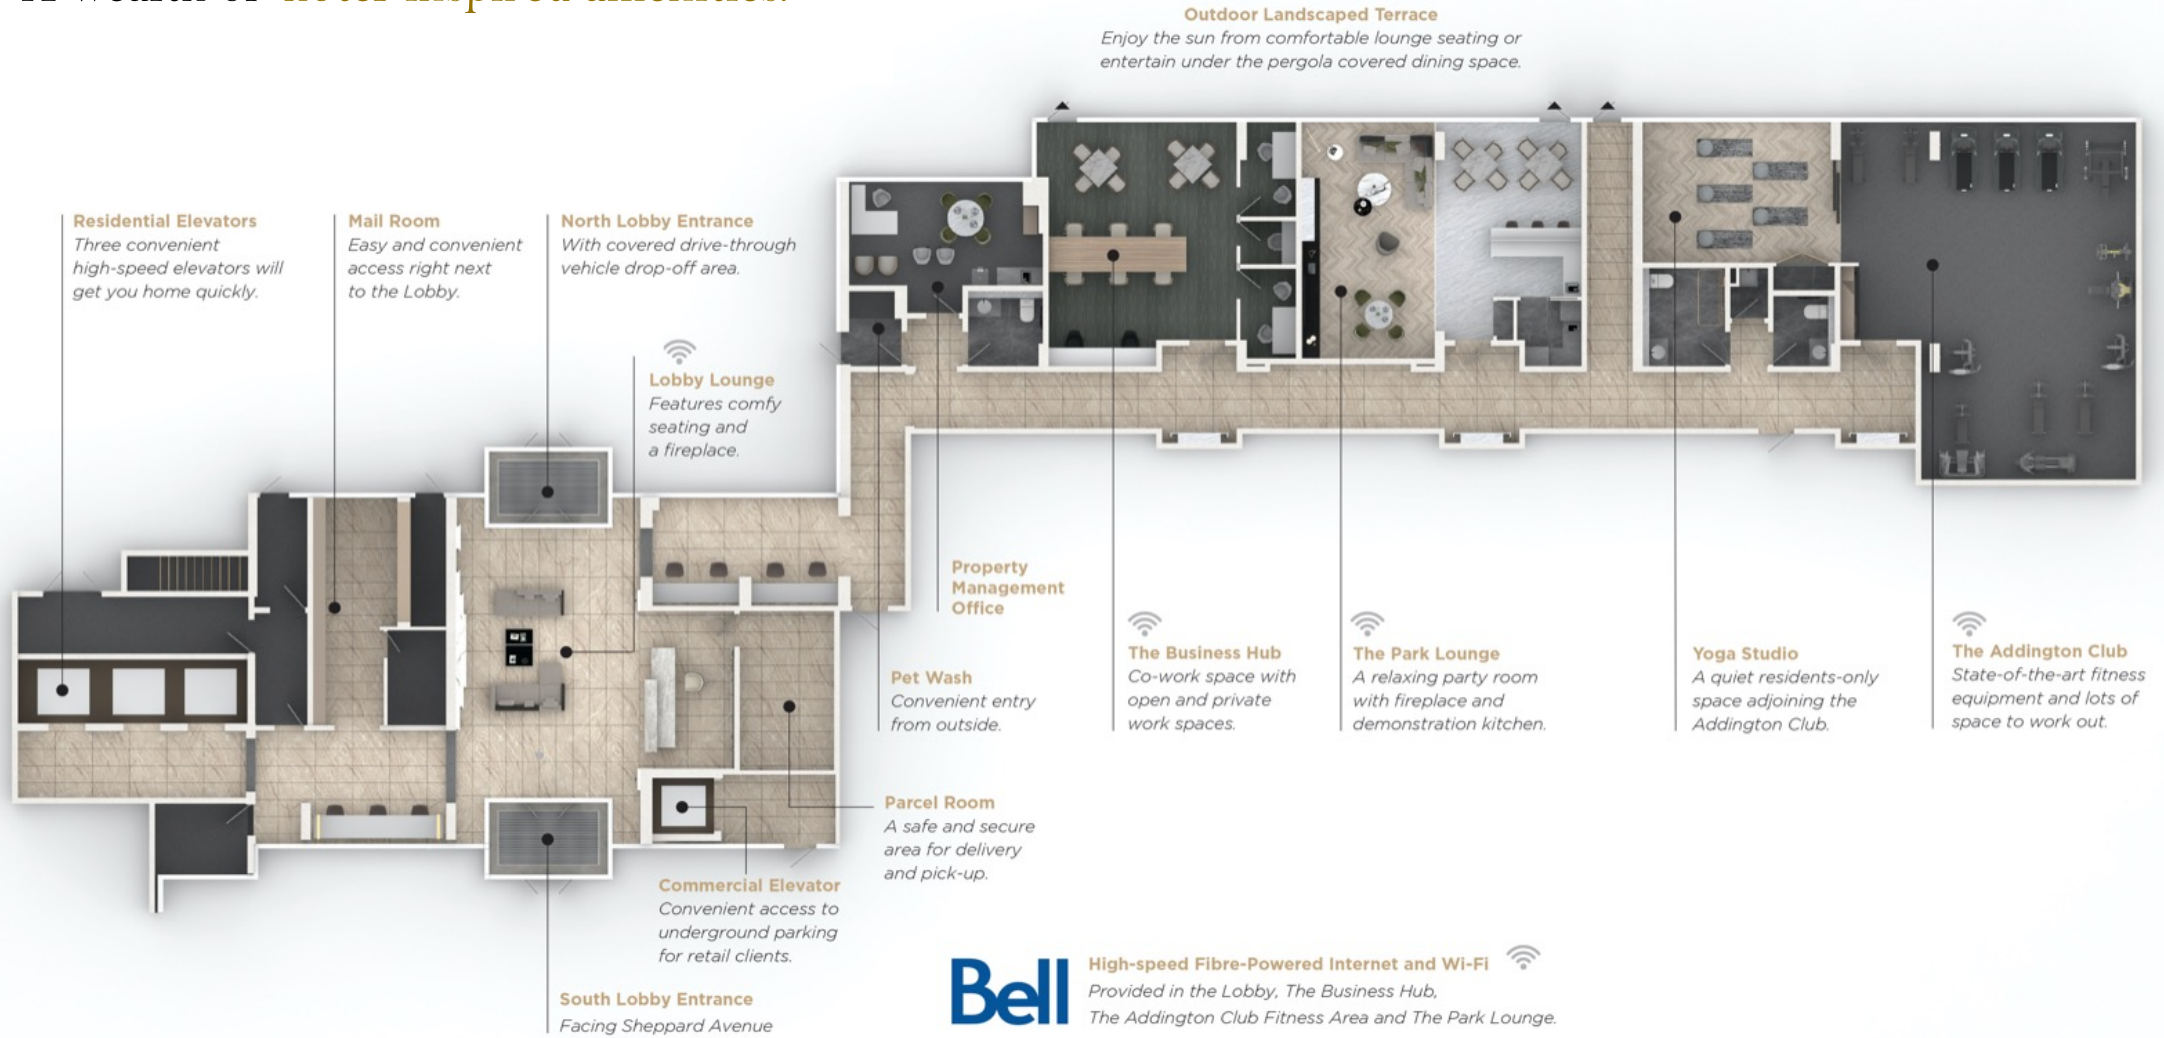 A wealth of hotel-inspired amenities.
Outdoor Landscaped Terrace
Enjoy the sun from comfortable lounge seating or
entertain under the pergola covered dining space.
Residential Elevators
Three convenient
high-speed elevators will
get you home quickly.
Mail Room
Easy and convenient
access right next
to the Lobby.
North Lobby Entrance
With covered drive-through
vehicle drop-off area.
Lobby Lounge
Features comfy
seating and
a fireplace.
Property
Management
Office
Pet Wash
Convenient entry
from outside.
The Business Hub
Co-work space with
open and private
work spaces.
The Park Lounge
A relaxing party room
with fireplace and
demonstration kitchen.
Yoga Studio
A quiet residents-only
space adjoining the
Addington Club.
The Addington Club
State-of-the-art fitness
equipment and lots of
space to work out.
Parcel Room
A safe and secure
area for delivery
and pick-up.
Commercial Elevator
Convenient access to
underground parking
for retail clients.
South Lobby Entrance
Facing Sheppard Avenue
Bell
High-speed Fibre-Powered Internet and Wi-Fi
Provided in the Lobby, The Business Hub,
The Addington Club Fitness Area and The Park Lounge.